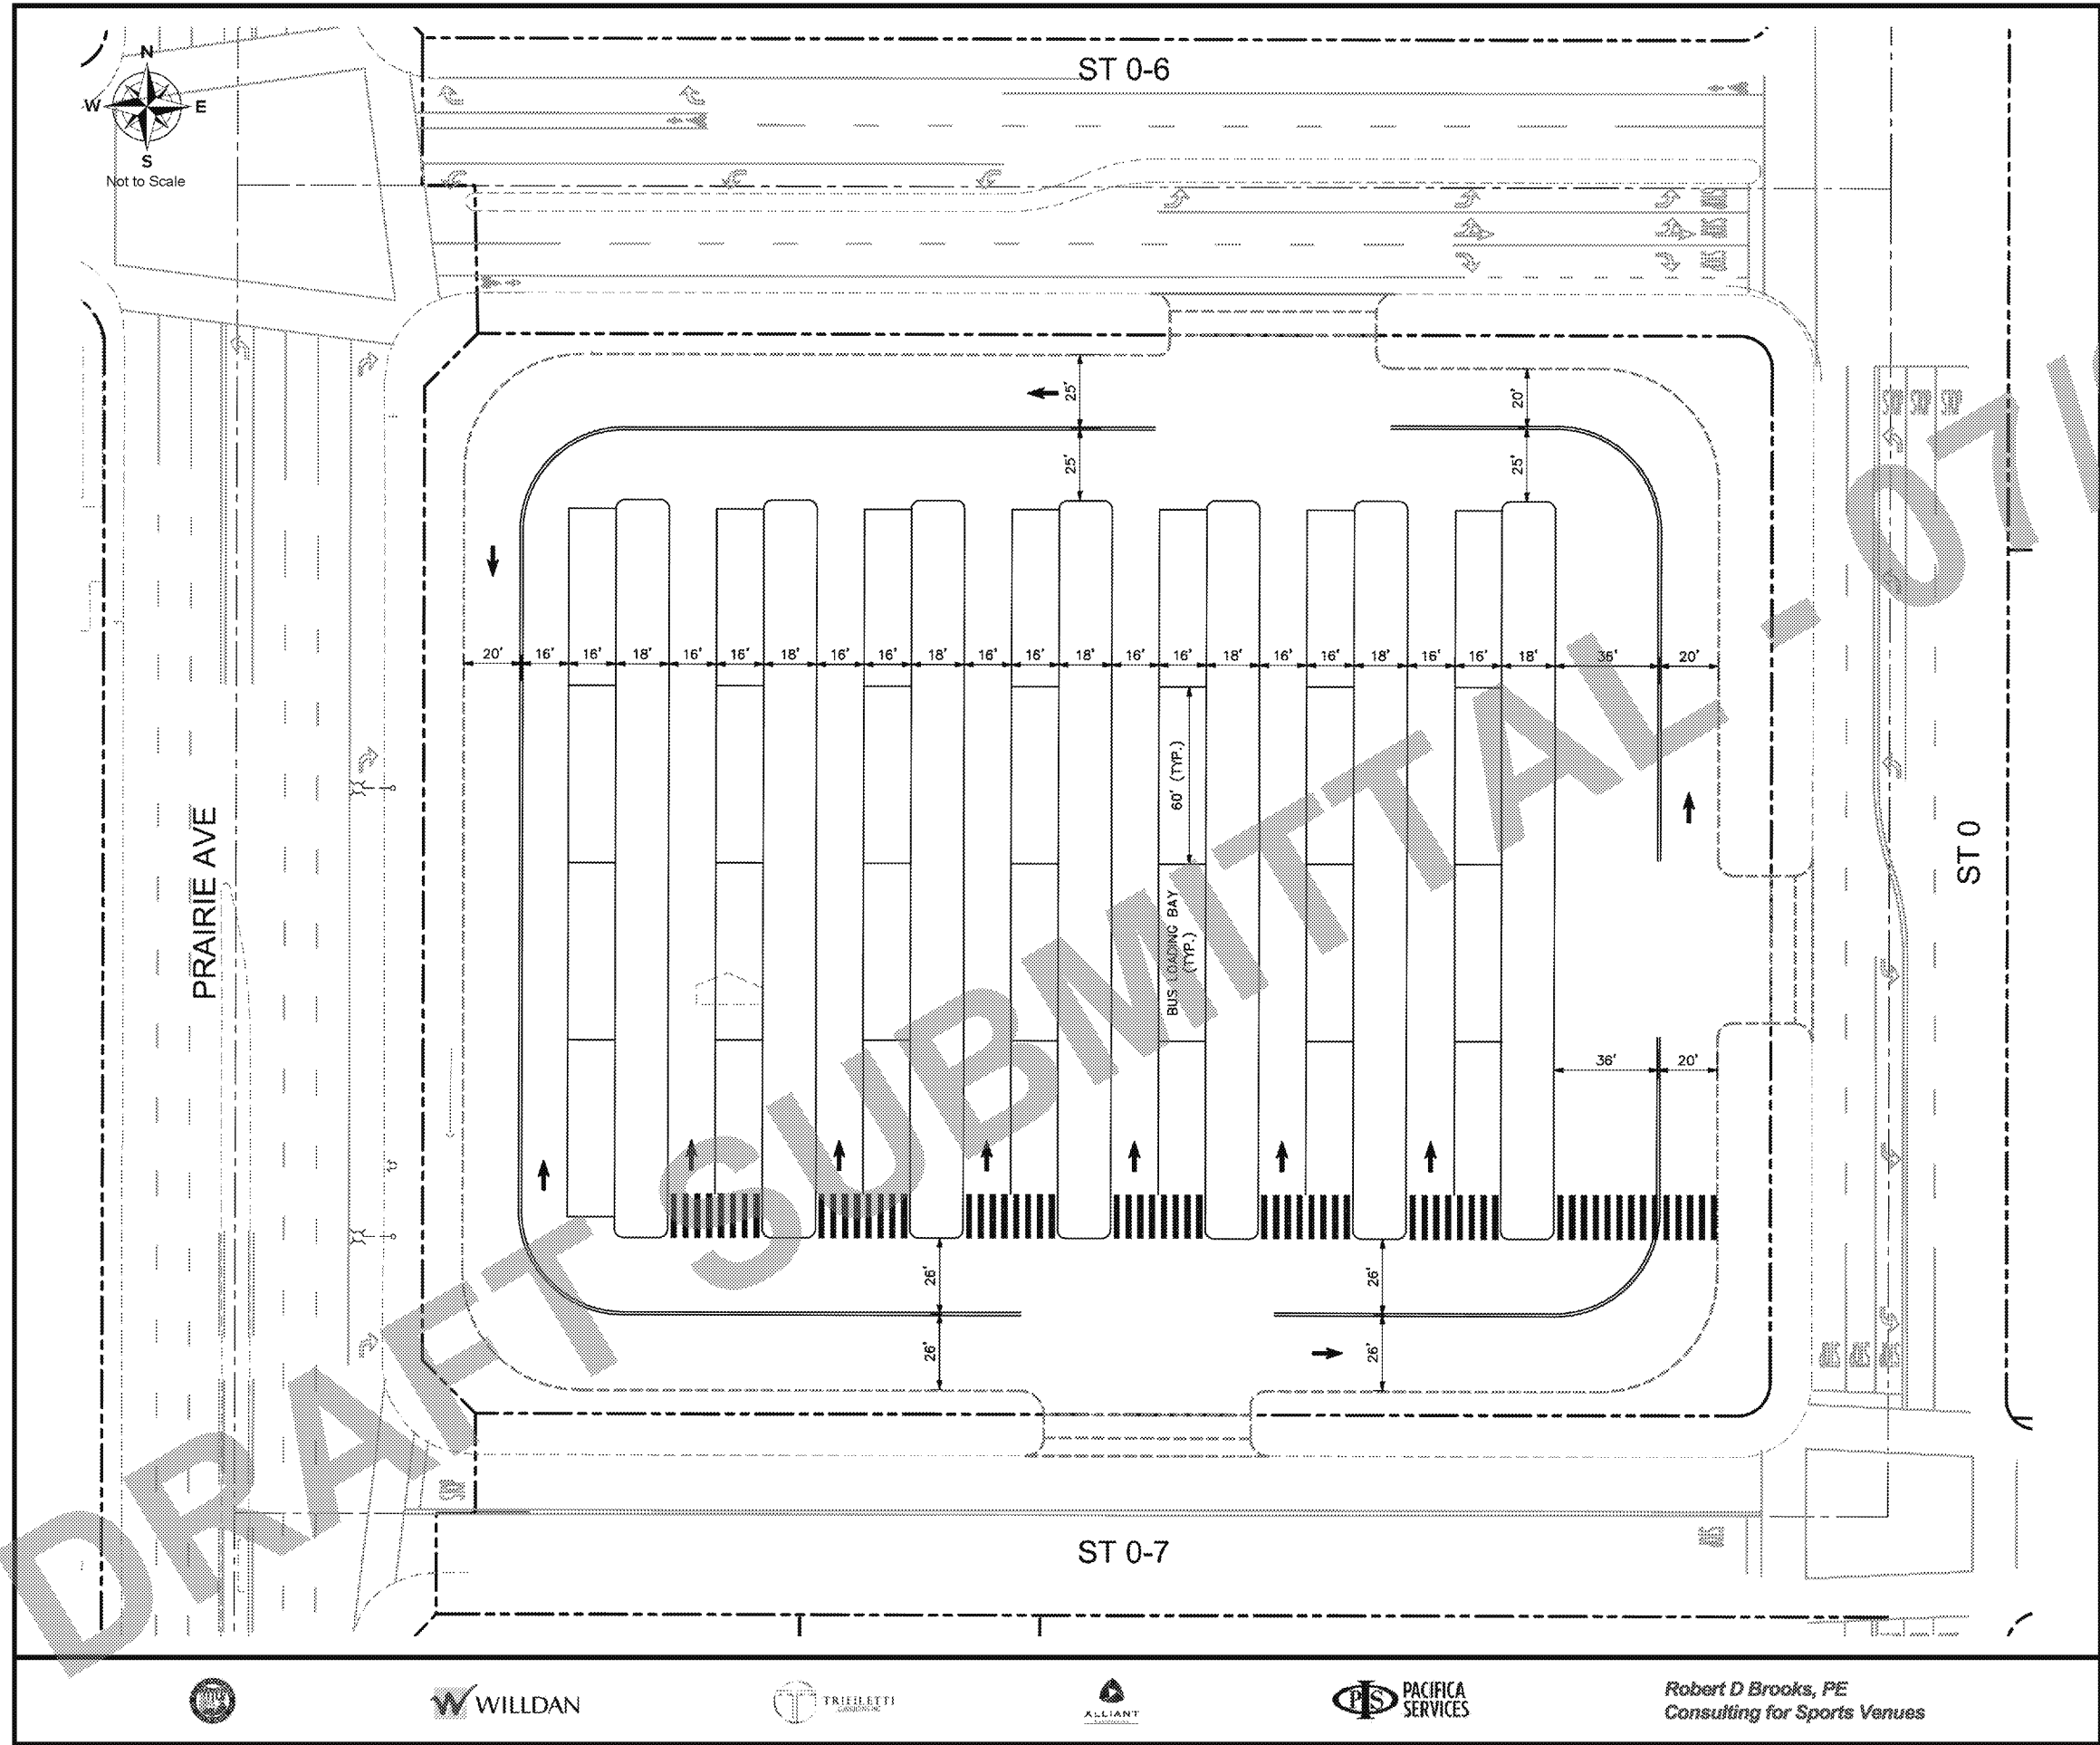 ST 0-6
N
W E
S
Not to Scale
25'
20'
25'
25'
20' 16' 16' 18' 16' 16' 18' 16' 16' 18' 16' 16' 18' 16' 16' 18' 16' 16' 18' 16' 16' 18' 36' 20'
60' (TYP.)
BUS LOADING BAY
(TYP.)
PRAIRIE AVE
ST 0
36' 20'
26'
26'
26'
26'
ST 0-7
DRAFT SUBMITTAL - 07/
WILLDAN
TRIFILETTI
ALLIANT
PIS PACIFICA
SERVICES
Robert D Brooks, PE
Consulting for Sports Venues